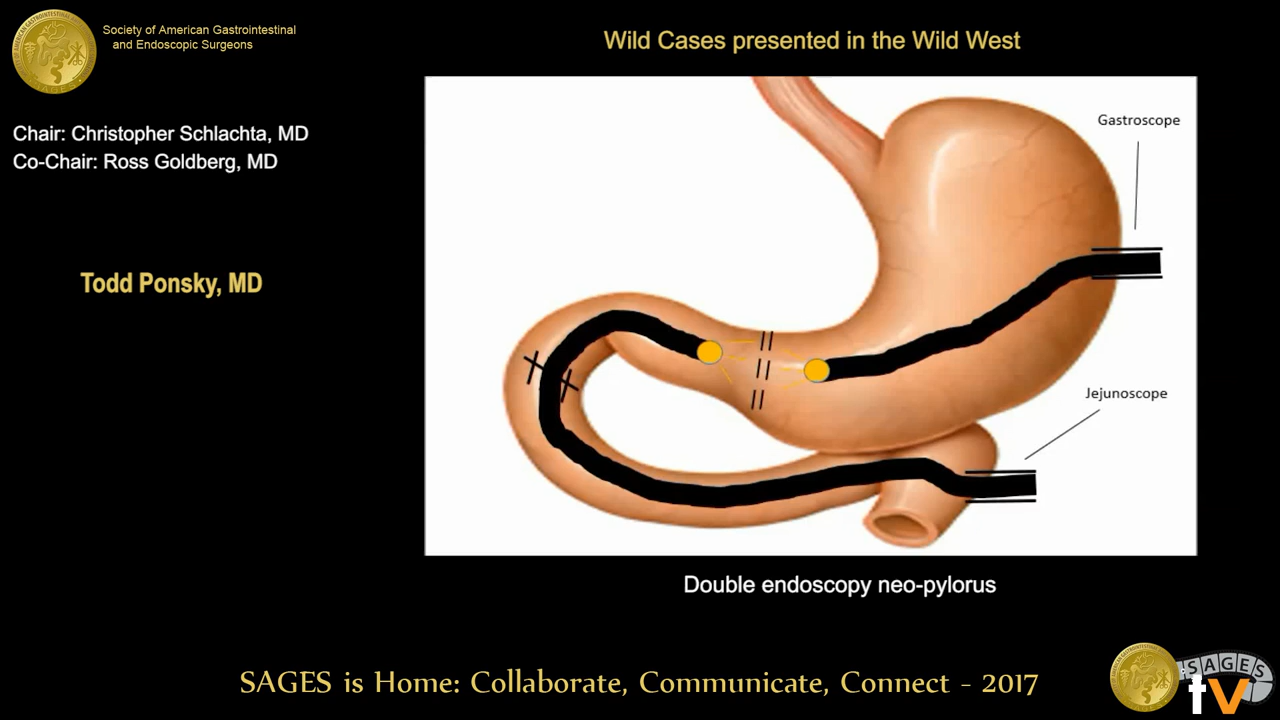 Society of American Gastrointestinal
and Endoscopic Surgeons
Wild Cases presented in the Wild West
Chair: Christopher Schlachta, MD
Co-Chair: Ross Goldberg, MD
Todd Ponsky, MD
Gastroscope
Jejunoscope
Double endoscopy neo-pylorus
SAGES is Home: Collaborate, Communicate, Connect - 2017
SAGES
tv